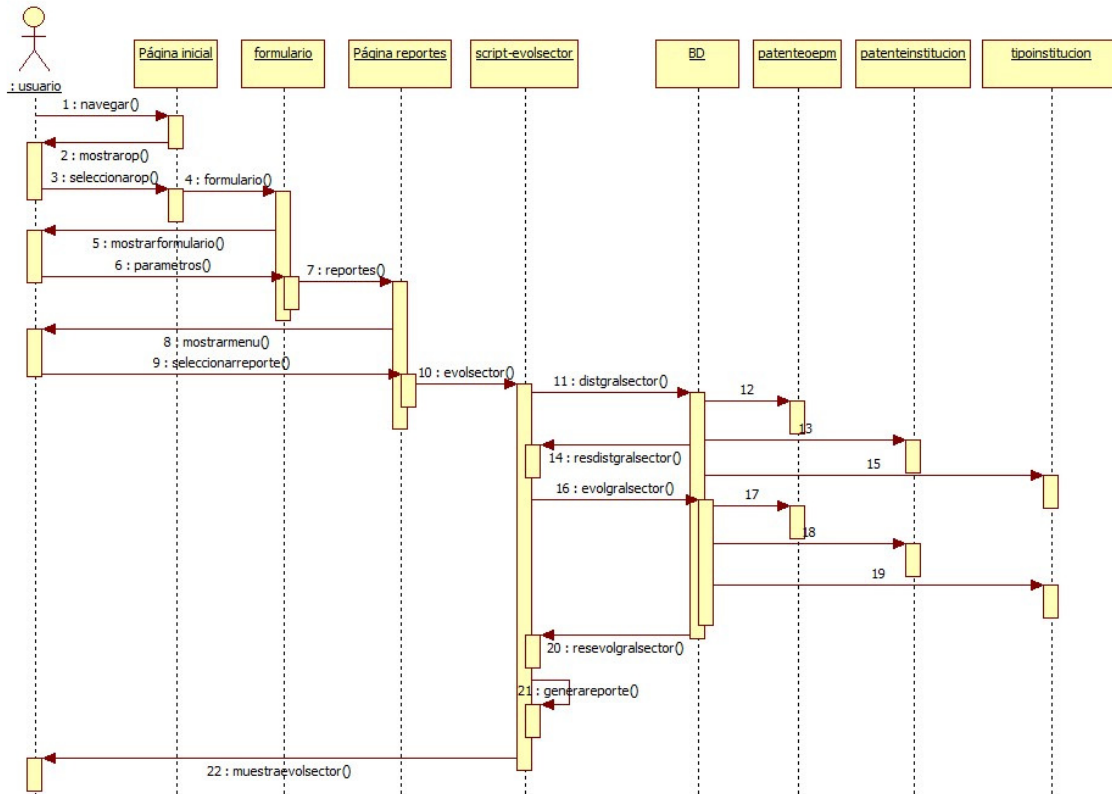 : usuario
Página inicial
formulario
Página reportes
script-evolsector
BD
patenteoepm
patenteinstitucion
tipoinstitucion
1 : navegar()
2 : mostrarop()
3 : seleccionarop()
4 : formulario()
5 : mostrarformulario()
6 : parametros()
7 : reportes()
8 : mostrarmenu()
9 : seleccionarreporte()
10 : evolsector()
11 : distgralsector()
12
13
14 : resdistgralsector()
15
16 : evolgralsector()
17
18
19
20 : resevolgralsector()
21 : generareporte()
22 : muestraevolsector()